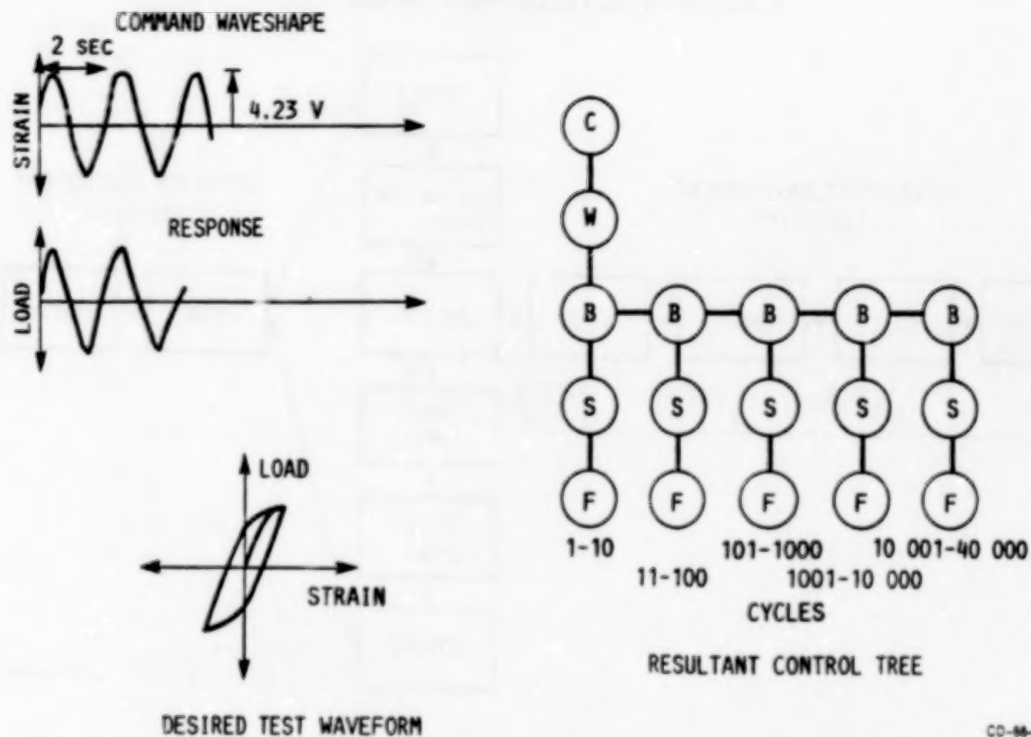 COMMAND WAVESHAPE
2 SEC
4.23 V
STRAIN
RESPONSE
LOAD
LOAD
STRAIN
DESIRED TEST WAVEFORM
C
W
B B B B B
S S S S S
F F F F F
1-10 101-1000 10 001-40 000
11-100 1001-10 000
CYCLES
RESULTANT CONTROL TREE